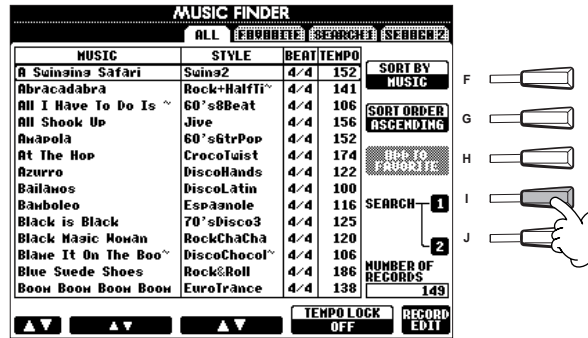 MUSIC FINDER
ALL FAVORITE SEARCH1 SEARCH2
MUSIC STYLE BEAT TEMPO
A Swinging Safari Swing2 4/4 152
Abracadabra Rock+HalfTi~ 4/4 141
All I Have To Do Is ~ 60's8Beat 4/4 106
All Shook Up Jive 4/4 156
Amapola 60'sGtrPop 4/4 152
At The Hop CrocoTwist 4/4 174
Azurro DiscoHands 4/4 122
Bailamos DiscoLatin 4/4 100
Bamboleo Espagnole 4/4 116
Black is Black 70'sDisco3 4/4 125
Black Magic Woman RockChaCha 4/4 120
Blame It On The Boo~ DiscoChocol~ 4/4 106
Blue Suede Shoes Rock&Roll 4/4 186
Boom Boom Boom Boom EuroTrance 4/4 138
SORT BY
MUSIC
SORT ORDER
ASCENDING
ADD TO
FAVORITE
SEARCH 1
2
NUMBER OF
RECORDS
149
TEMPO LOCK
OFF
RECORD
EDIT
F
G
H
I
J